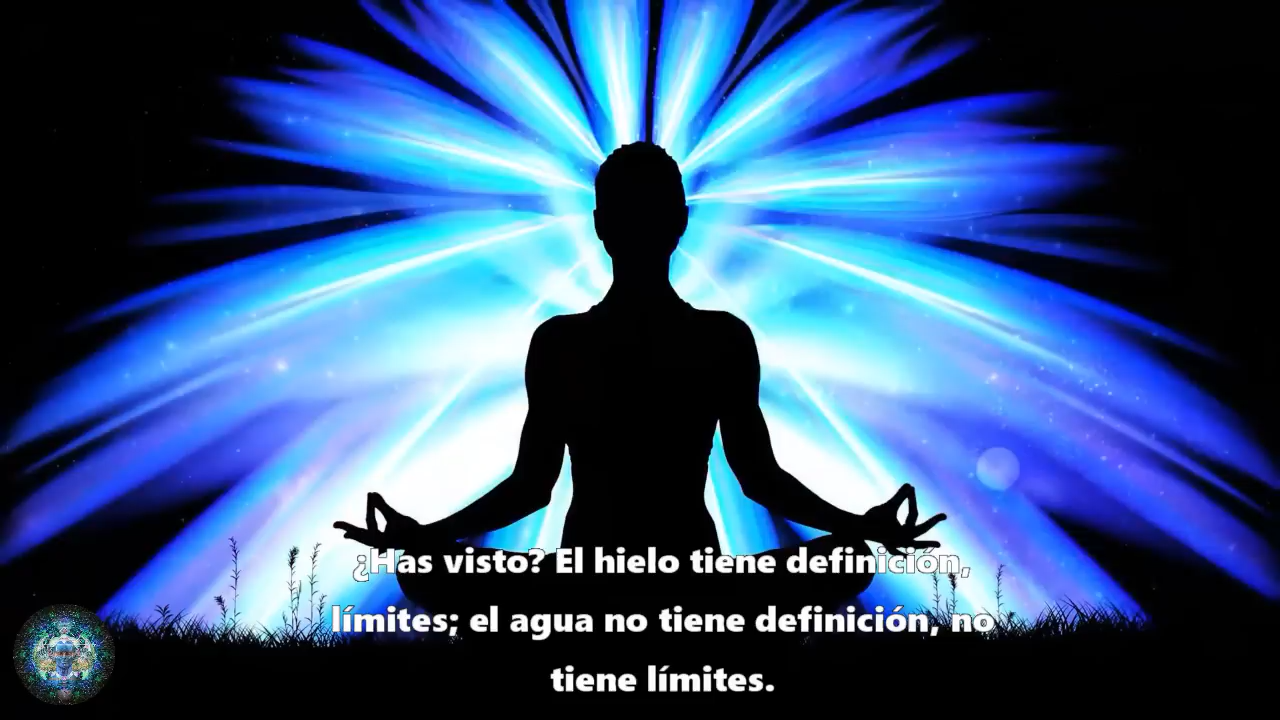 ¿Has visto? El hielo tiene definición,
límites; el agua no tiene definición, no
tiene límites.